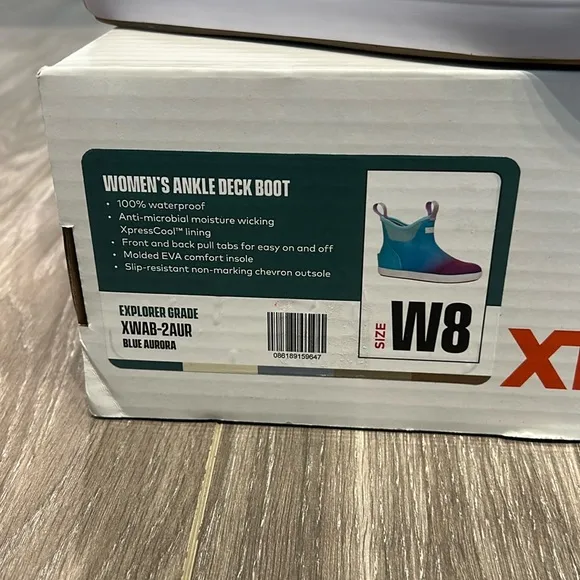 WOMEN'S ANKLE DECK BOOT
• 100% waterproof
• Anti-microbial moisture wicking
XpressCool™ lining
• Front and back pull tabs for easy on and off
• Molded EVA comfort insole
• Slip-resistant non-marking chevron outsole
EXPLORER GRADE
XWAB-2AUR
BLUE AURORA
086189159647
SIZE
W8